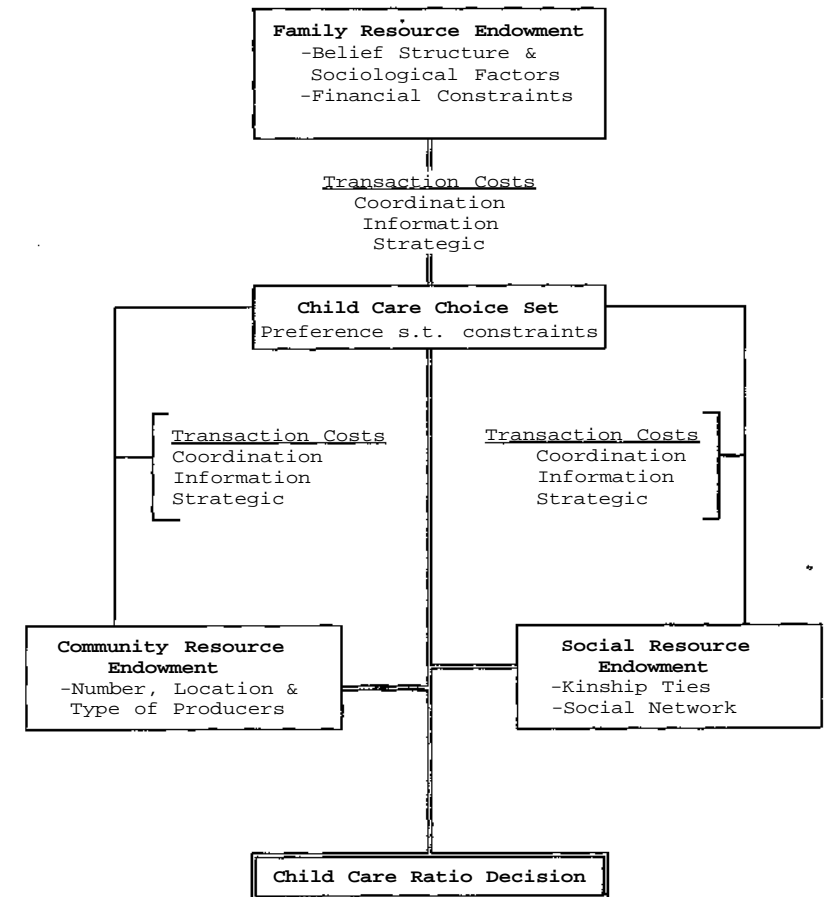 Family Resource Endowment
-Belief Structure &
Sociological Factors
-Financial Constraints
Transaction Costs
Coordination
Information
Strategic
Child Care Choice Set
Preference s.t. constraints
Transaction Costs
Coordination
Information
Strategic
Transaction Costs
Coordination
Information
Strategic
Community Resource
Endowment
-Number, Location &
Type of Producers
Social Resource
Endowment
-Kinship Ties
-Social Network
Child Care Ratio Decision